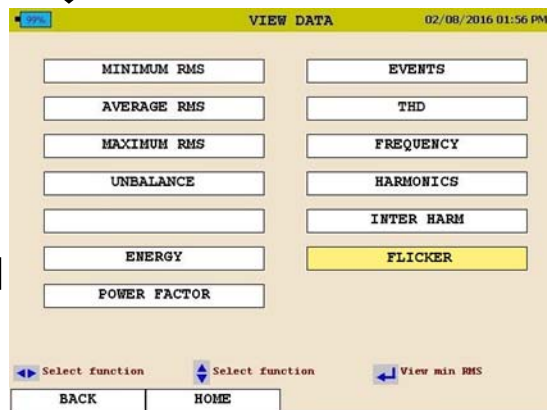 99% VIEW DATA 02/08/2016 01:56 PM
MINIMUM RMS EVENTS
AVERAGE RMS THD
MAXIMUM RMS FREQUENCY
UNBALANCE HARMONICS
INTER HARM
ENERGY FLICKER
POWER FACTOR
Select function Select function View min RMS
BACK HOME